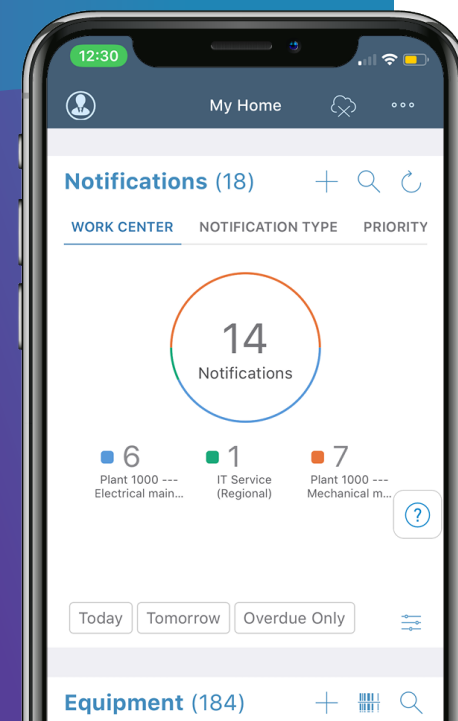 12:30
My Home
Notifications (18)
WORK CENTER NOTIFICATION TYPE PRIORITY
14
Notifications
6 1 7
Plant 1000 --- IT Service Plant 1000 ---
Electrical main... (Regional) Mechanical m...
?
Today Tomorrow Overdue Only
Equipment (184)